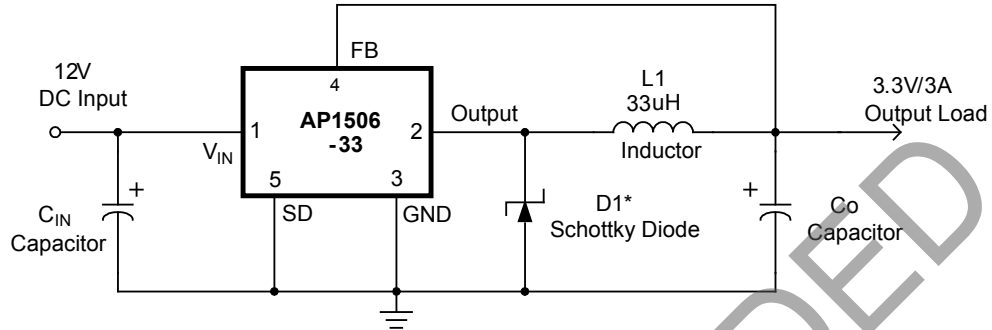 FB
12V
DC Input
4
L1
33uH
3.3V/3A
Output Load
AP1506
-33
1
2
Output
VIN
Inductor
5
3
SD
GND
+
CIN
Capacitor
D1*
Schottky Diode
+
Co
Capacitor
DED